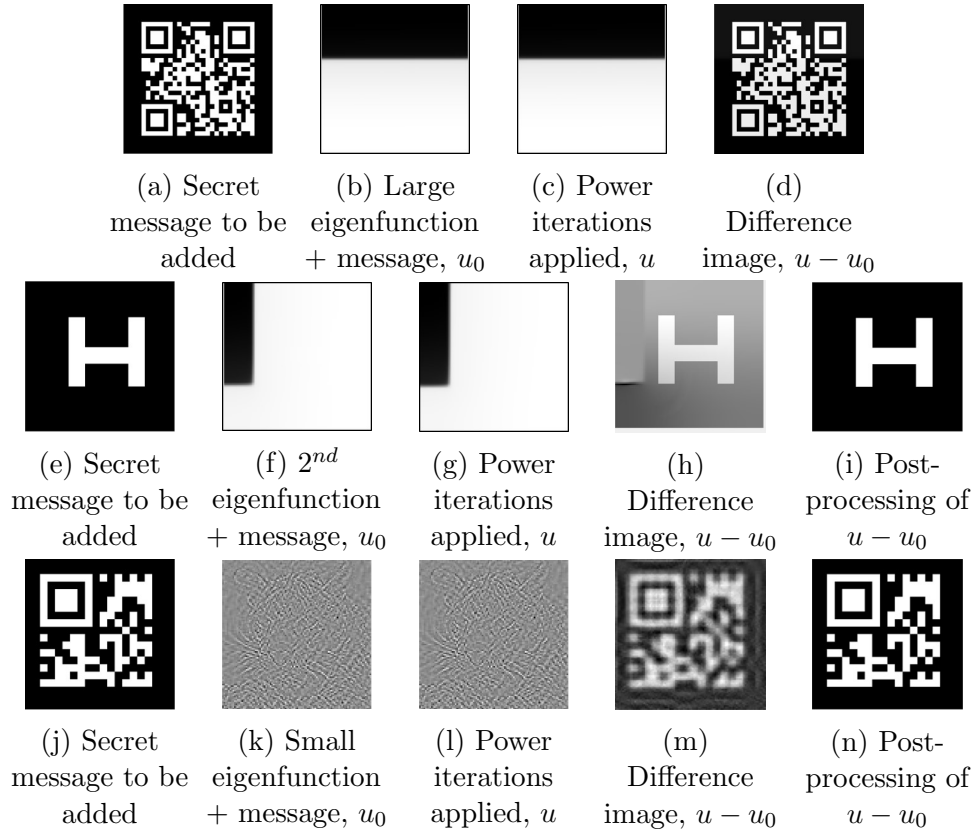 (a) Secret
message to be
added
(b) Large
eigenfunction
+ message, u₀
(c) Power
iterations
applied, u
(d)
Difference
image, u − u₀
(e) Secret
message to be
added
(f) 2ⁿᵈ
eigenfunction
+ message, u₀
(g) Power
iterations
applied, u
(h)
Difference
image, u − u₀
(i) Post-
processing of
u − u₀
(j) Secret
message to be
added
(k) Small
eigenfunction
+ message, u₀
(l) Power
iterations
applied, u
(m)
Difference
image, u − u₀
(n) Post-
processing of
u − u₀
H
H
H